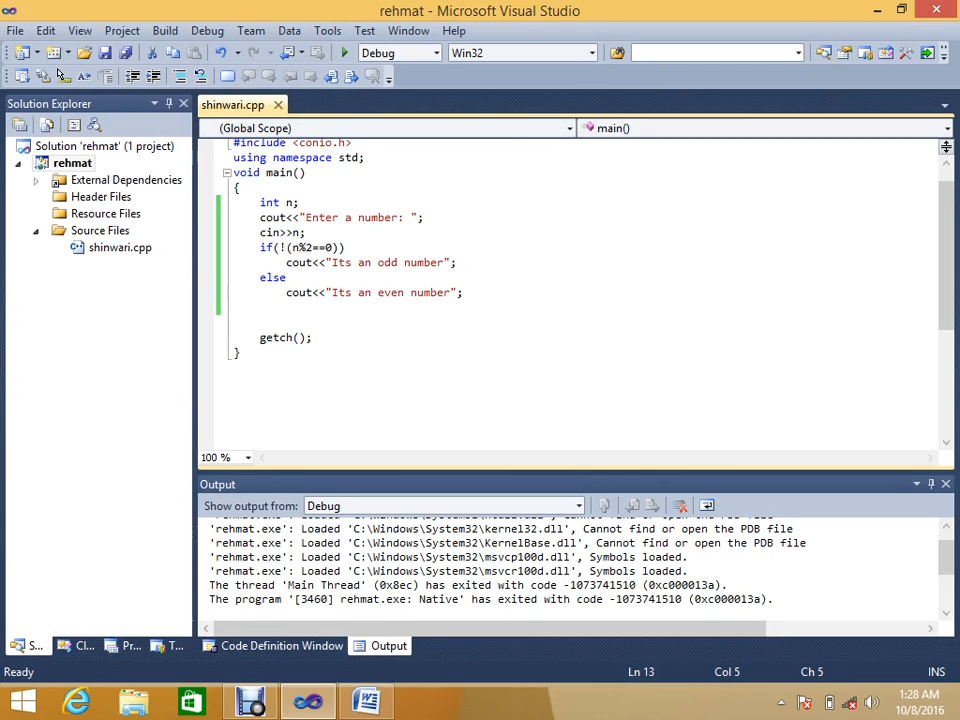 rehmat - Microsoft Visual Studio
File Edit View Project Build Debug Team Data Tools Test Window Help
Debug Win32
Solution Explorer
shinwari.cpp
(Global Scope) main()
Solution 'rehmat' (1 project)
rehmat
External Dependencies
Header Files
Resource Files
Source Files
shinwari.cpp
#include <conio.h>
using namespace std;
void main()
{
int n;
cout<<"Enter a number: ";
cin>>n;
if(!(n%2==0))
cout<<"Its an odd number";
else
cout<<"Its an even number";
getch();
}
100 %
Output
Show output from: Debug
'rehmat.exe': Loaded 'C:\Windows\System32\kernel32.dll', Cannot find or open the PDB file
'rehmat.exe': Loaded 'C:\Windows\System32\KernelBase.dll', Cannot find or open the PDB file
'rehmat.exe': Loaded 'C:\Windows\System32\msvcp100d.dll', Symbols loaded.
'rehmat.exe': Loaded 'C:\Windows\System32\msvcr100d.dll', Symbols loaded.
The thread 'Main Thread' (0x8ec) has exited with code -1073741510 (0xc000013a).
The program '[3460] rehmat.exe: Native' has exited with code -1073741510 (0xc000013a).
S... Cl... Pr... T... Code Definition Window Output
Ready Ln 13 Col 5 Ch 5 INS
1:28 AM
10/8/2016